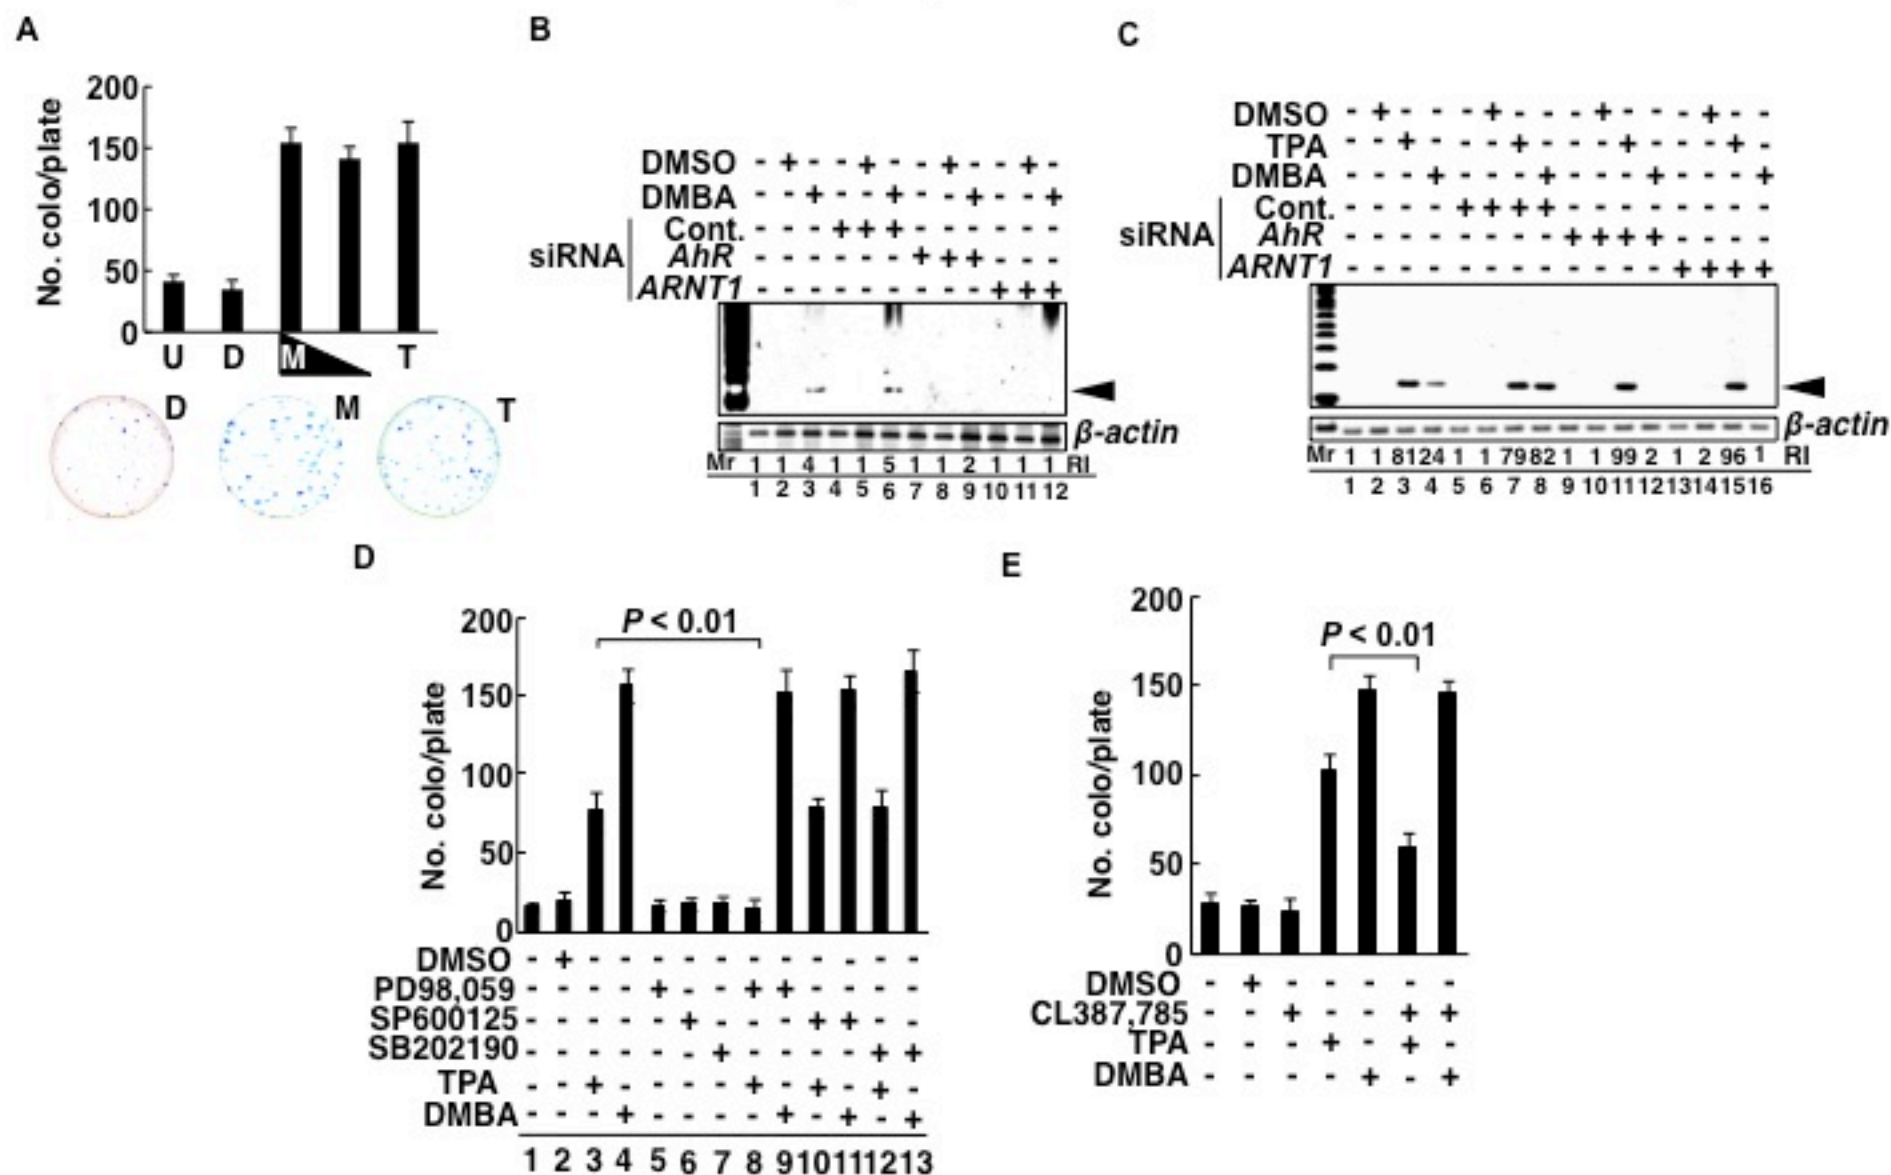 A
No. colo/plate
200
150
100
50
0
U D M T
D M T
B
DMSO - + - - + - - + - - + -
DMBA - - + - - + - - + - - +
siRNA
Cont. - - - + + + - - - - - -
AhR - - - - - - + + + - - -
ARNT1 - - - - - - - - - + + +
β-actin
Mr 1 1 4 1 1 5 1 1 2 1 1 1 RI
1 2 3 4 5 6 7 8 9 10 11 12
C
DMSO - + - - - + - - - + - - - + - -
TPA - - + - - - + - - - + - - - + -
DMBA - - - + - - - + - - - + - - - +
siRNA
Cont. - - - - + + + + - - - - - - - -
AhR - - - - - - - - + + + + - - - -
ARNT1 - - - - - - - - - - - - + + + +
β-actin
Mr 1 1 81 24 1 1 79 82 1 1 99 2 1 2 96 1 RI
1 2 3 4 5 6 7 8 9 10 11 12 13 14 15 16
D
No. colo/plate
200
150
100
50
0
P < 0.01
DMSO - + - - - - - - - - - - -
PD98,059 - - - - + - - + + - - - -
SP600125 - - - - - + - - - + + - -
SB202190 - - - - - - + - - - - + +
TPA - - + - - - - + - + - + -
DMBA - - - + - - - - + - + - +
1 2 3 4 5 6 7 8 9 10 11 12 13
E
No. colo/plate
200
150
100
50
0
P < 0.01
DMSO - + - - - - -
CL387,785 - - + - - + +
TPA - - - + - + -
DMBA - - - - + - +